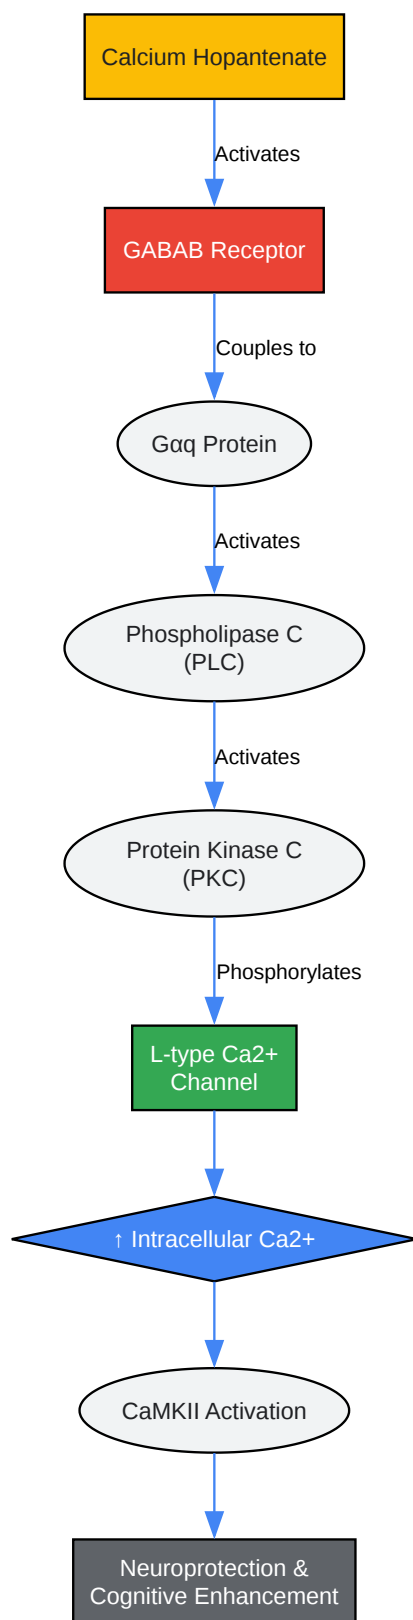 Calcium Hopantenate
Activates
GABAB Receptor
Couples to
Gαq Protein
Activates
Phospholipase C
(PLC)
Activates
Protein Kinase C
(PKC)
Phosphorylates
L-type Ca2+
Channel
↑ Intracellular Ca2+
CaMKII Activation
Neuroprotection &
Cognitive Enhancement